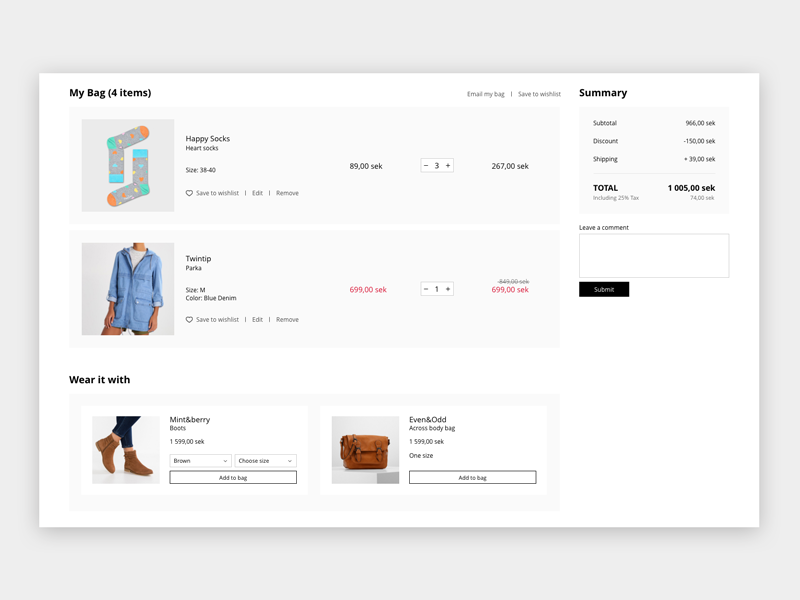 My Bag (4 items)
Email my bag | Save to wishlist
Happy Socks
Heart socks
Size: 38-40
89,00 sek
− 3 +
267,00 sek
Save to wishlist | Edit | Remove
Twintip
Parka
Size: M
Color: Blue Denim
699,00 sek
− 1 +
849,00 sek
699,00 sek
Save to wishlist | Edit | Remove
Wear it with
Mint&berry
Boots
1 599,00 sek
Brown
Choose size
Add to bag
Even&Odd
Across body bag
1 599,00 sek
One size
Add to bag
Summary
Subtotal 966,00 sek
Discount -150,00 sek
Shipping + 39,00 sek
TOTAL 1 005,00 sek
Including 25% Tax 74,00 sek
Leave a comment
Submit